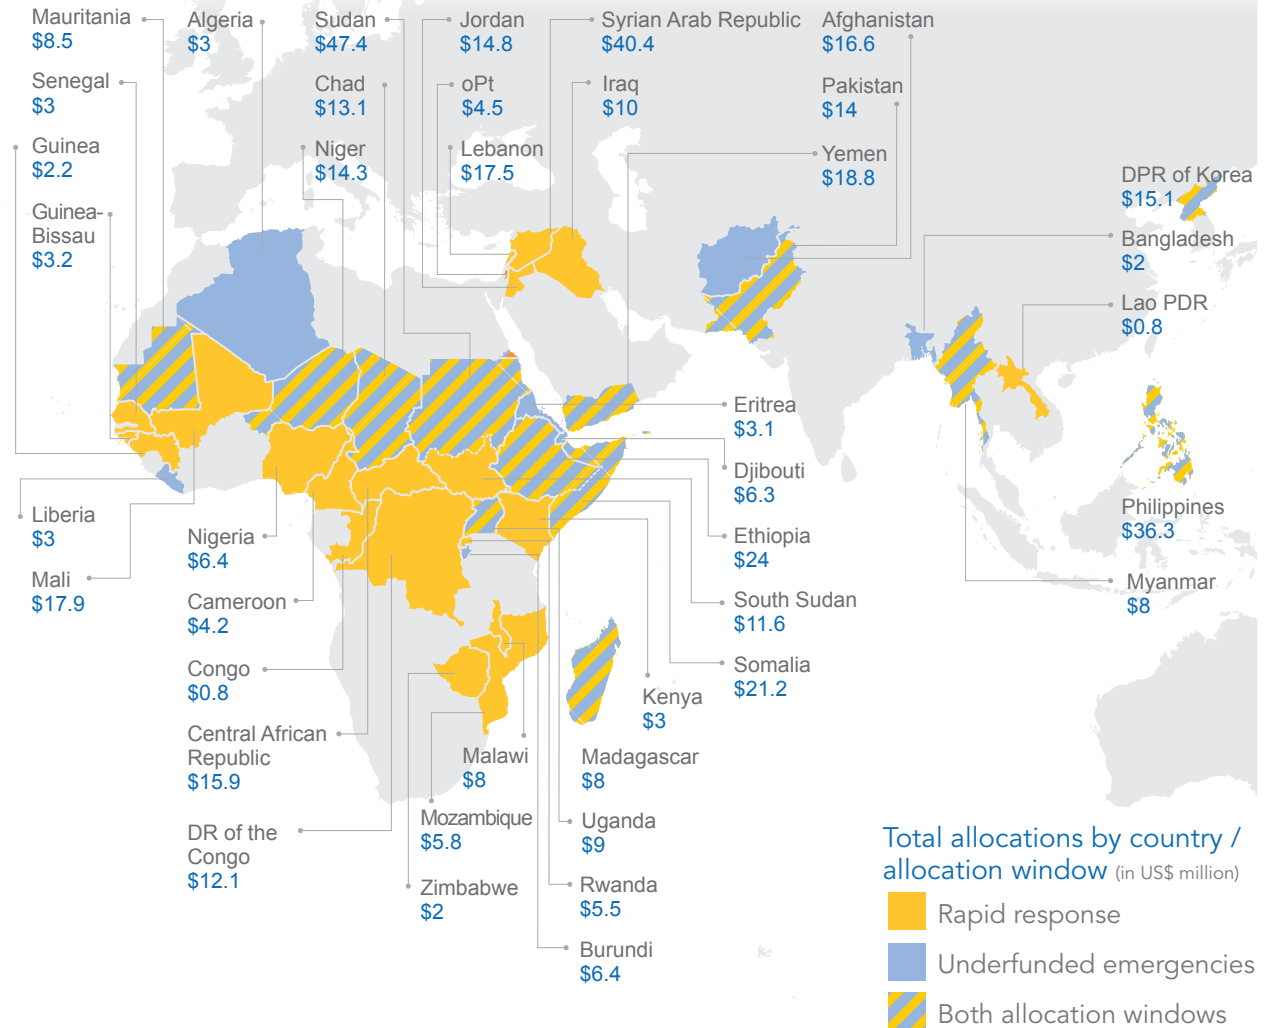 Mauritania
$8.5
Algeria
$3
Sudan
$47.4
Jordan
$14.8
Syrian Arab Republic
$40.4
Afghanistan
$16.6
Senegal
$3
Chad
$13.1
oPt
$4.5
Iraq
$10
Pakistan
$14
Guinea
$2.2
Niger
$14.3
Lebanon
$17.5
Yemen
$18.8
DPR of Korea
$15.1
Guinea-
Bissau
$3.2
Bangladesh
$2
Lao PDR
$0.8
Eritrea
$3.1
Djibouti
$6.3
Liberia
$3
Nigeria
$6.4
Ethiopia
$24
Philippines
$36.3
Mali
$17.9
Cameroon
$4.2
South Sudan
$11.6
Myanmar
$8
Congo
$0.8
Somalia
$21.2
Kenya
$3
Central African
Republic
$15.9
Malawi
$8
Madagascar
$8
Mozambique
$5.8
Uganda
$9
DR of the
Congo
$12.1
Zimbabwe
$2
Rwanda
$5.5
Burundi
$6.4
Total allocations by country /
allocation window (in US$ million)
Rapid response
Underfunded emergencies
Both allocation windows